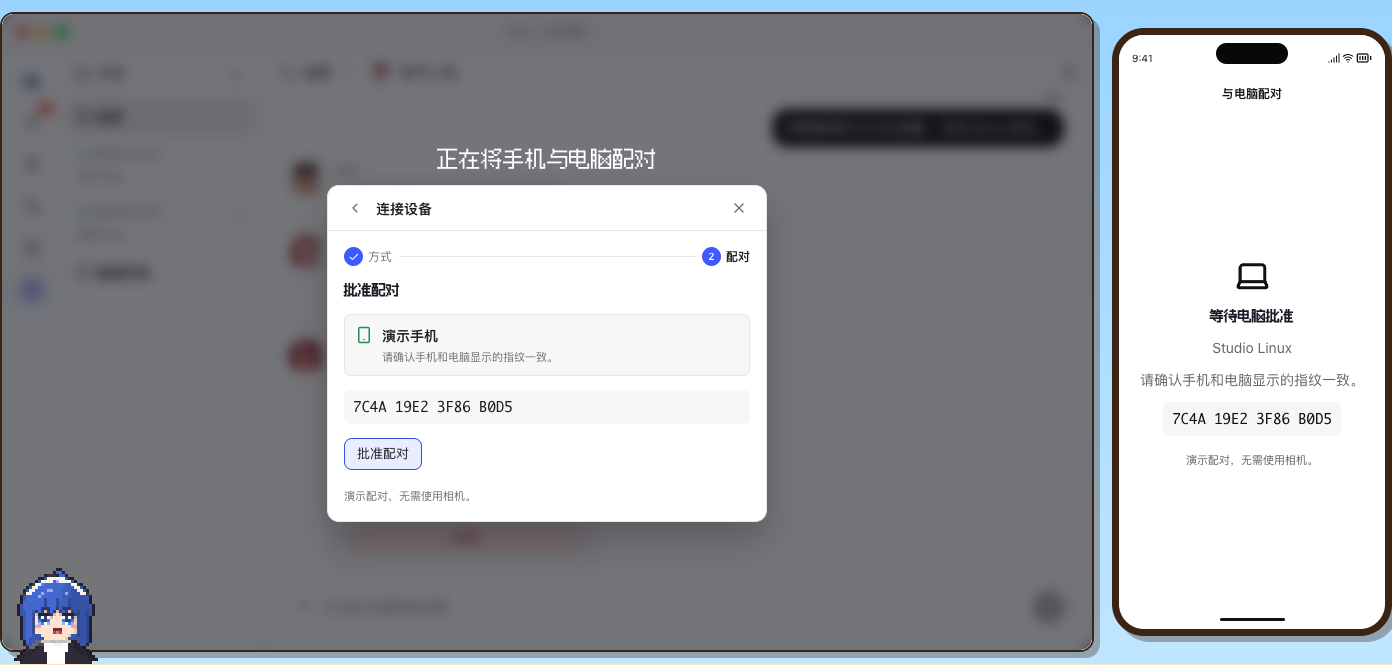 正在将手机与电脑配对
连接设备
方式
2
配对
批准配对
演示手机
请确认手机和电脑显示的指纹一致。
7C4A 19E2 3F86 B0D5
批准配对
演示配对，无需使用相机。
9:41
与电脑配对
等待电脑批准
Studio Linux
请确认手机和电脑显示的指纹一致。
7C4A 19E2 3F86 B0D5
演示配对，无需使用相机。